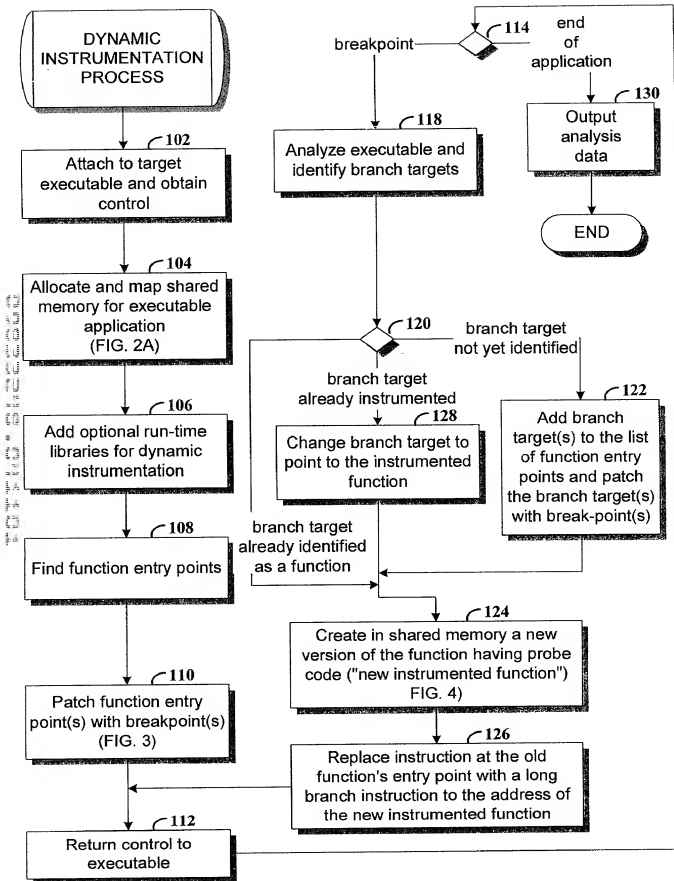 DYNAMIC
INSTRUMENTATION
PROCESS
102
Attach to target
executable and obtain
control
104
Allocate and map shared
memory for executable
application
(FIG. 2A)
106
Add optional run-time
libraries for dynamic
instrumentation
108
Find function entry points
110
Patch function entry
point(s) with breakpoint(s)
(FIG. 3)
112
Return control to
executable
114
breakpoint
end
of
application
130
Output
analysis
data
END
118
Analyze executable and
identify branch targets
120
branch target
not yet identified
branch target
already instrumented
branch target
already identified
as a function
122
Add branch
target(s) to the list
of function entry
points and patch
the branch target(s)
with break-point(s)
128
Change branch target to
point to the instrumented
function
124
Create in shared memory a new
version of the function having probe
code ("new instrumented function")
FIG. 4)
126
Replace instruction at the old
function's entry point with a long
branch instruction to the address of
the new instrumented function